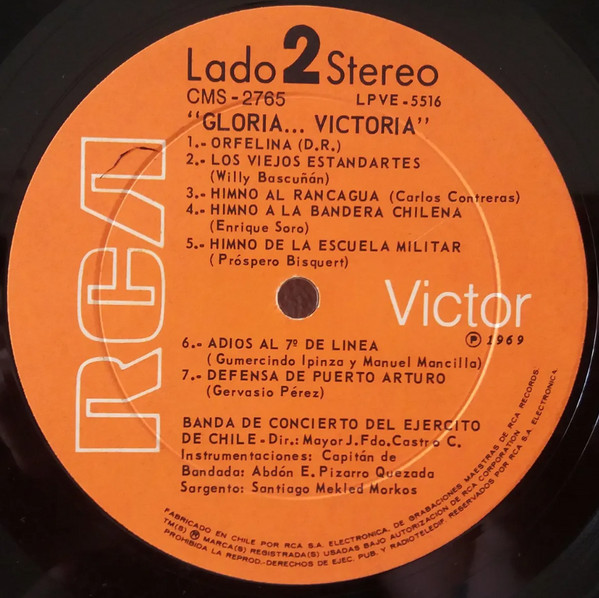 Lado 2 Stereo
CMS-2765 LPVE-5516
"GLORIA... VICTORIA"
1.- ORFELINA (D.R.)
2.- LOS VIEJOS ESTANDARTES
(Willy Bascuñán)
3.- HIMNO AL RANCAGUA (Carlos Contreras)
4.- HIMNO A LA BANDERA CHILENA
(Enrique Soro)
5.- HIMNO DE LA ESCUELA MILITAR
(Próspero Bisquert)
RCA
Victor
℗ 1969
6.- ADIOS AL 7º DE LINEA
(Gumercindo Ipinza y Manuel Mancilla)
7.- DEFENSA DE PUERTO ARTURO
(Gervasio Pérez)
BANDA DE CONCIERTO DEL EJERCITO
DE CHILE - Dir.: Mayor J. Fdo. Castro C.
Instrumentaciones: Capitán de
Bandada: Abdón E. Pizarro Quezada
Sargento: Santiago Mekled Morkos
FABRICADO EN CHILE POR RCA S.A. ELECTRONICA, DE GRABACIONES MAESTRAS DE RCA RECORDS.
TM(S) ® MARCA(S) REGISTRADA(S) USADAS BAJO AUTORIZACION DE RCA CORPORATION
PROHIBIDA LA REPROD.-DERECHOS DE EJEC. PUB. Y RADIOTELEDIF. RESERVADOS POR RCA S.A. ELECTRONICA.